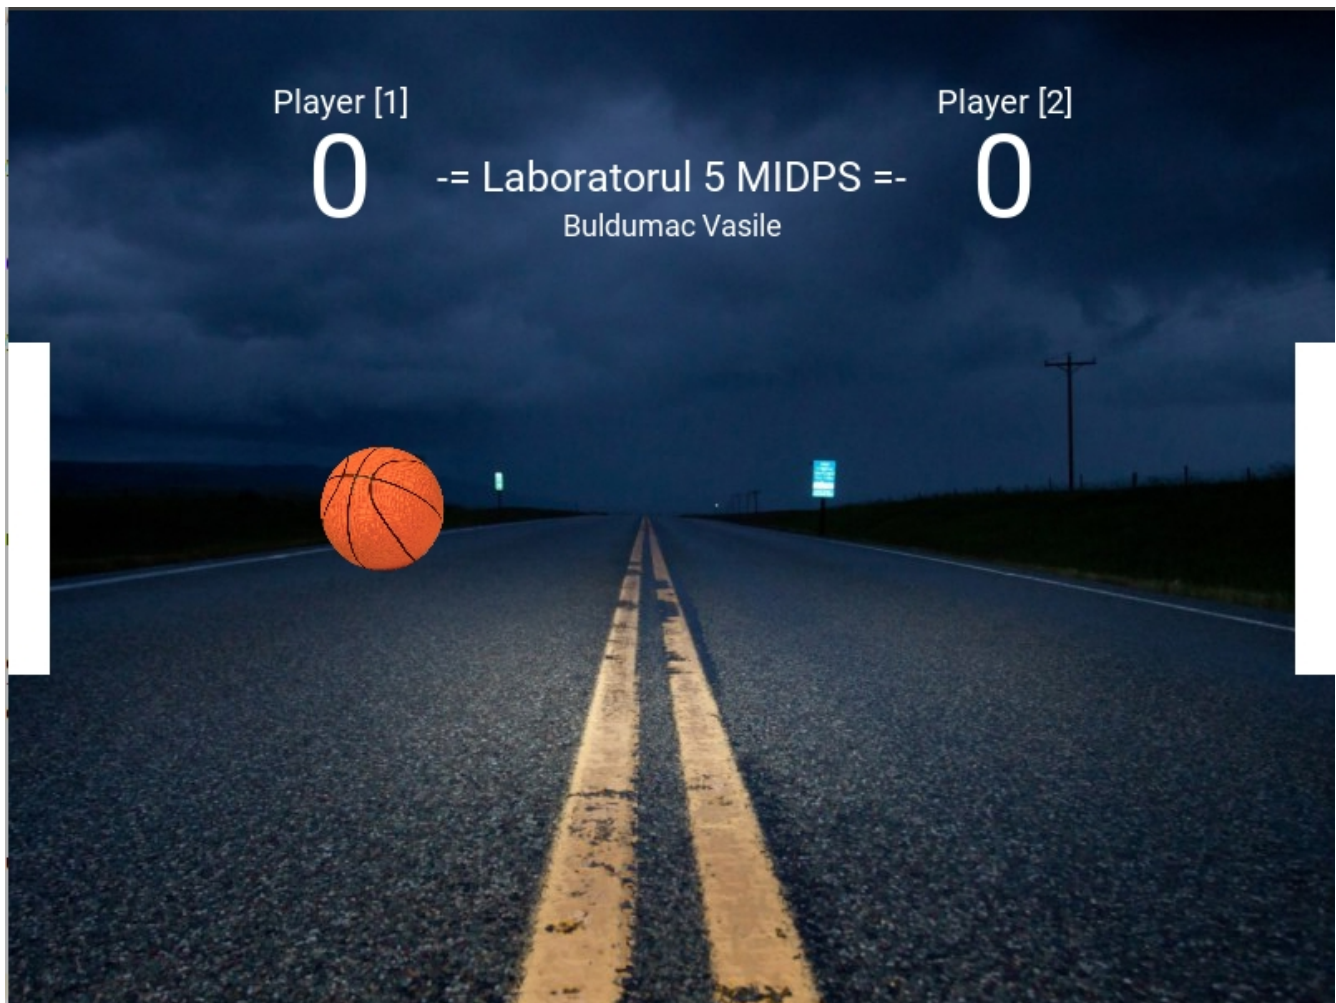 Player [1]
Player [2]
0
0
-= Laboratorul 5 MIDPS =-
Buldumac Vasile